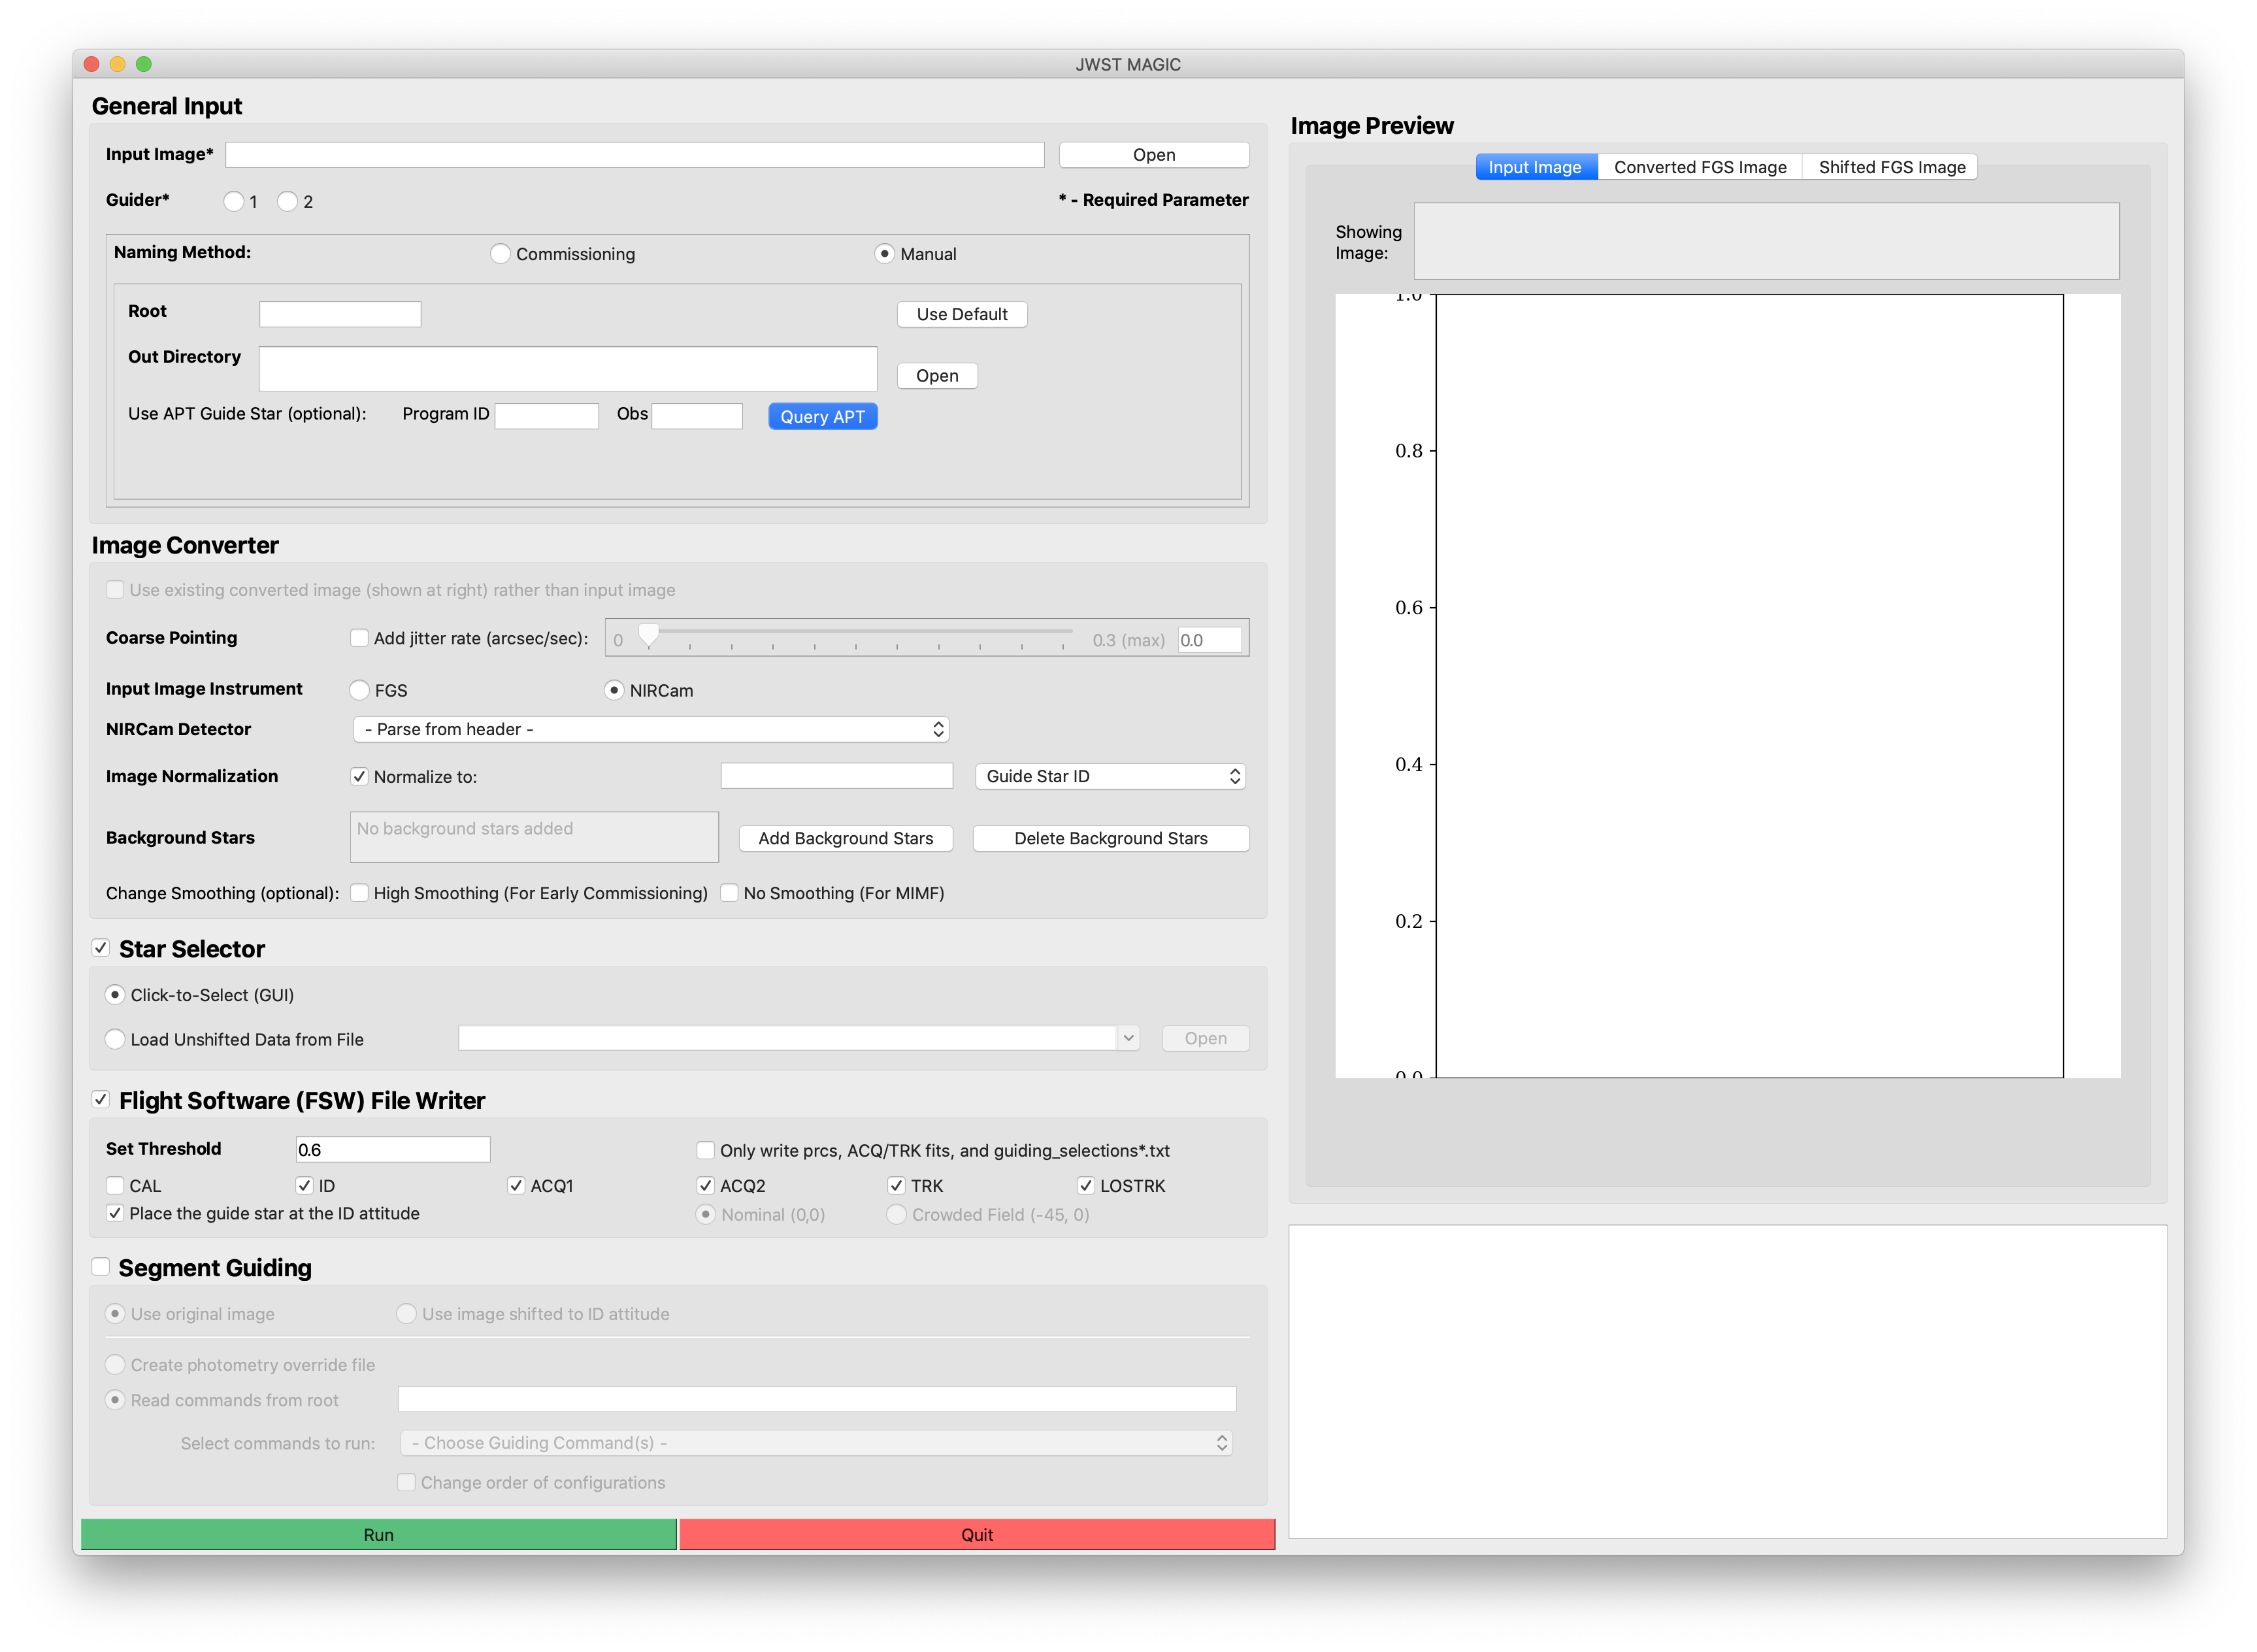 JWST MAGIC
General Input
Input Image* Open
Guider* 1 2 * - Required Parameter
Naming Method: Commissioning Manual
Root Use Default
Out Directory Open
Use APT Guide Star (optional): Program ID Obs Query APT
Image Converter
Use existing converted image (shown at right) rather than input image
Coarse Pointing Add jitter rate (arcsec/sec): 0 0.3 (max) 0.0
Input Image Instrument FGS NIRCam
NIRCam Detector - Parse from header -
Image Normalization Normalize to: Guide Star ID
Background Stars No background stars added Add Background Stars Delete Background Stars
Change Smoothing (optional): High Smoothing (For Early Commissioning) No Smoothing (For MIMF)
Star Selector
Click-to-Select (GUI)
Load Unshifted Data from File Open
Flight Software (FSW) File Writer
Set Threshold 0.6 Only write prcs, ACQ/TRK fits, and guiding_selections*.txt
CAL ID ACQ1 ACQ2 TRK LOSTRK
Place the guide star at the ID attitude Nominal (0,0) Crowded Field (-45, 0)
Segment Guiding
Use original image Use image shifted to ID attitude
Create photometry override file
Read commands from root
Select commands to run: - Choose Guiding Command(s) -
Change order of configurations
Run Quit
Image Preview
Input Image Converted FGS Image Shifted FGS Image
Showing
Image:
1.0
0.8
0.6
0.4
0.2
0.0